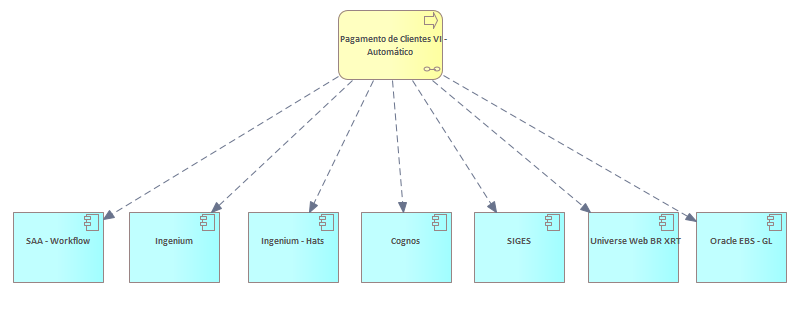 Pagamento de Clientes VI -
Automático
SAA - Workflow
Ingenium
Ingenium - Hats
Cognos
SIGES
Universe Web BR XRT
Oracle EBS - GL